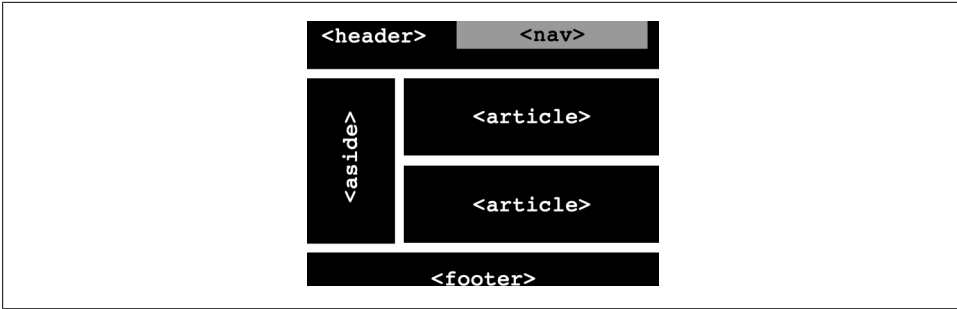 <header> <nav>
<aside>
<article>
<article>
<footer>